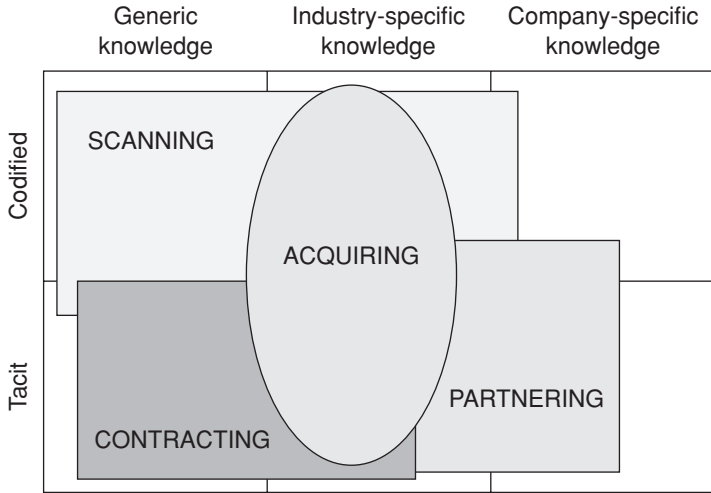 Generic
knowledge
Industry-specific
knowledge
Company-specific
knowledge
Codified
SCANNING
ACQUIRING
Tacit
PARTNERING
CONTRACTING